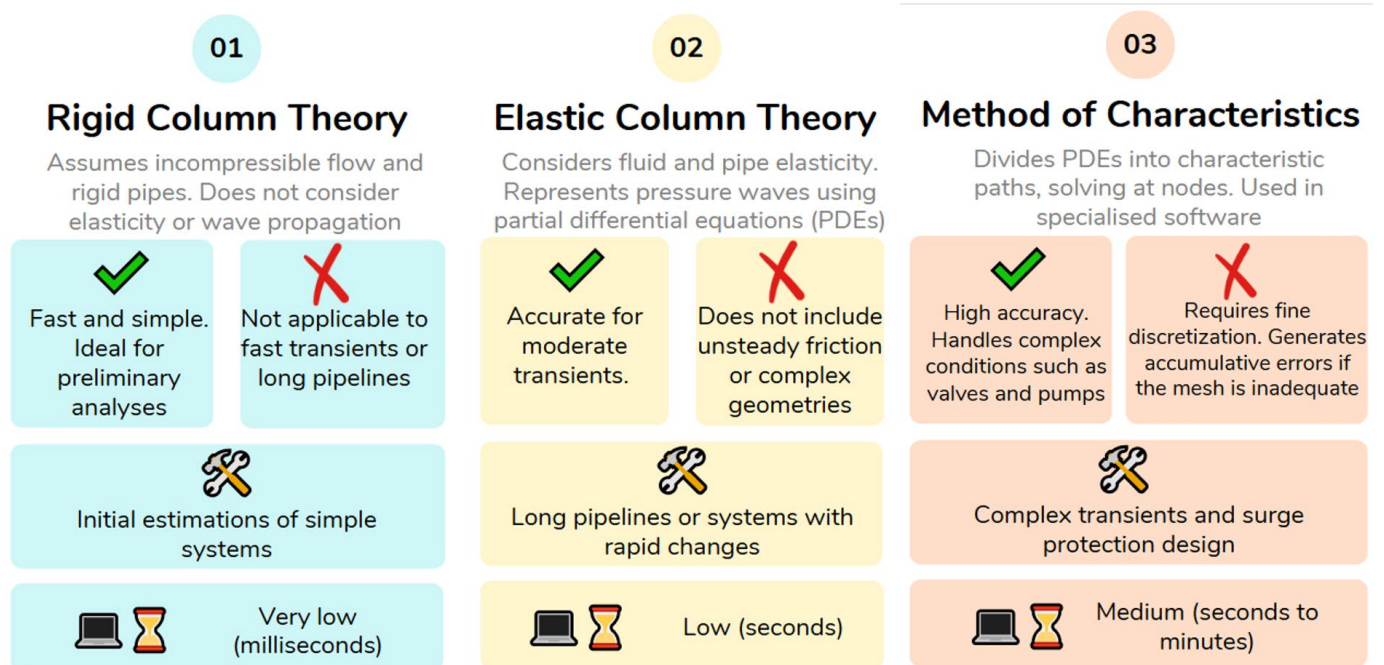 01
Rigid Column Theory
Assumes incompressible flow and
rigid pipes. Does not consider
elasticity or wave propagation
Fast and simple.
Ideal for
preliminary
analyses
Not applicable to
fast transients or
long pipelines
Initial estimations of simple
systems
Very low
(milliseconds)
02
Elastic Column Theory
Considers fluid and pipe elasticity.
Represents pressure waves using
partial differential equations (PDEs)
Accurate for
moderate
transients.
Does not include
unsteady friction
or complex
geometries
Long pipelines or systems with
rapid changes
Low (seconds)
03
Method of Characteristics
Divides PDEs into characteristic
paths, solving at nodes. Used in
specialised software
High accuracy.
Handles complex
conditions such as
valves and pumps
Requires fine
discretization. Generates
accumulative errors if
the mesh is inadequate
Complex transients and surge
protection design
Medium (seconds to
minutes)